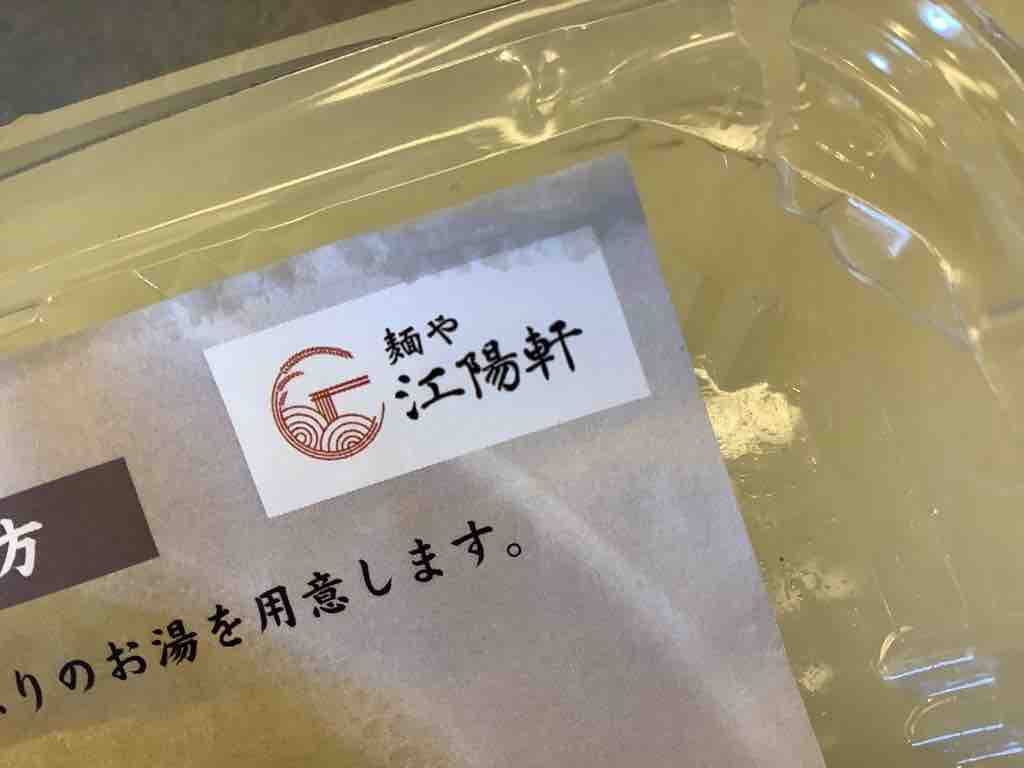 麺や
江陽軒
方
りのお湯を用意します。